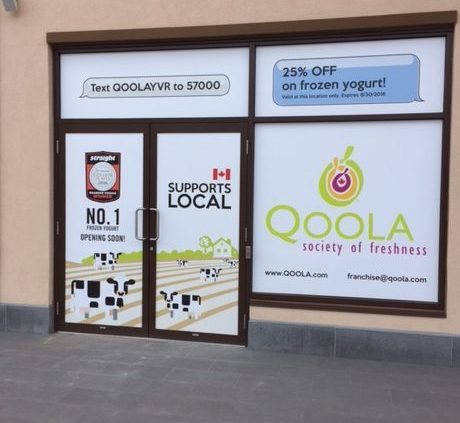 Text QOOLAYVR to 57000
25% OFF
on frozen yogurt!
Valid at this location only. Expires 8/30/2016
straight
NO. 1
FROZEN YOGURT
OPENING SOON!
SUPPORTS
LOCAL
QOOLA
society of freshness
www.QOOLA.com franchise@qoola.com